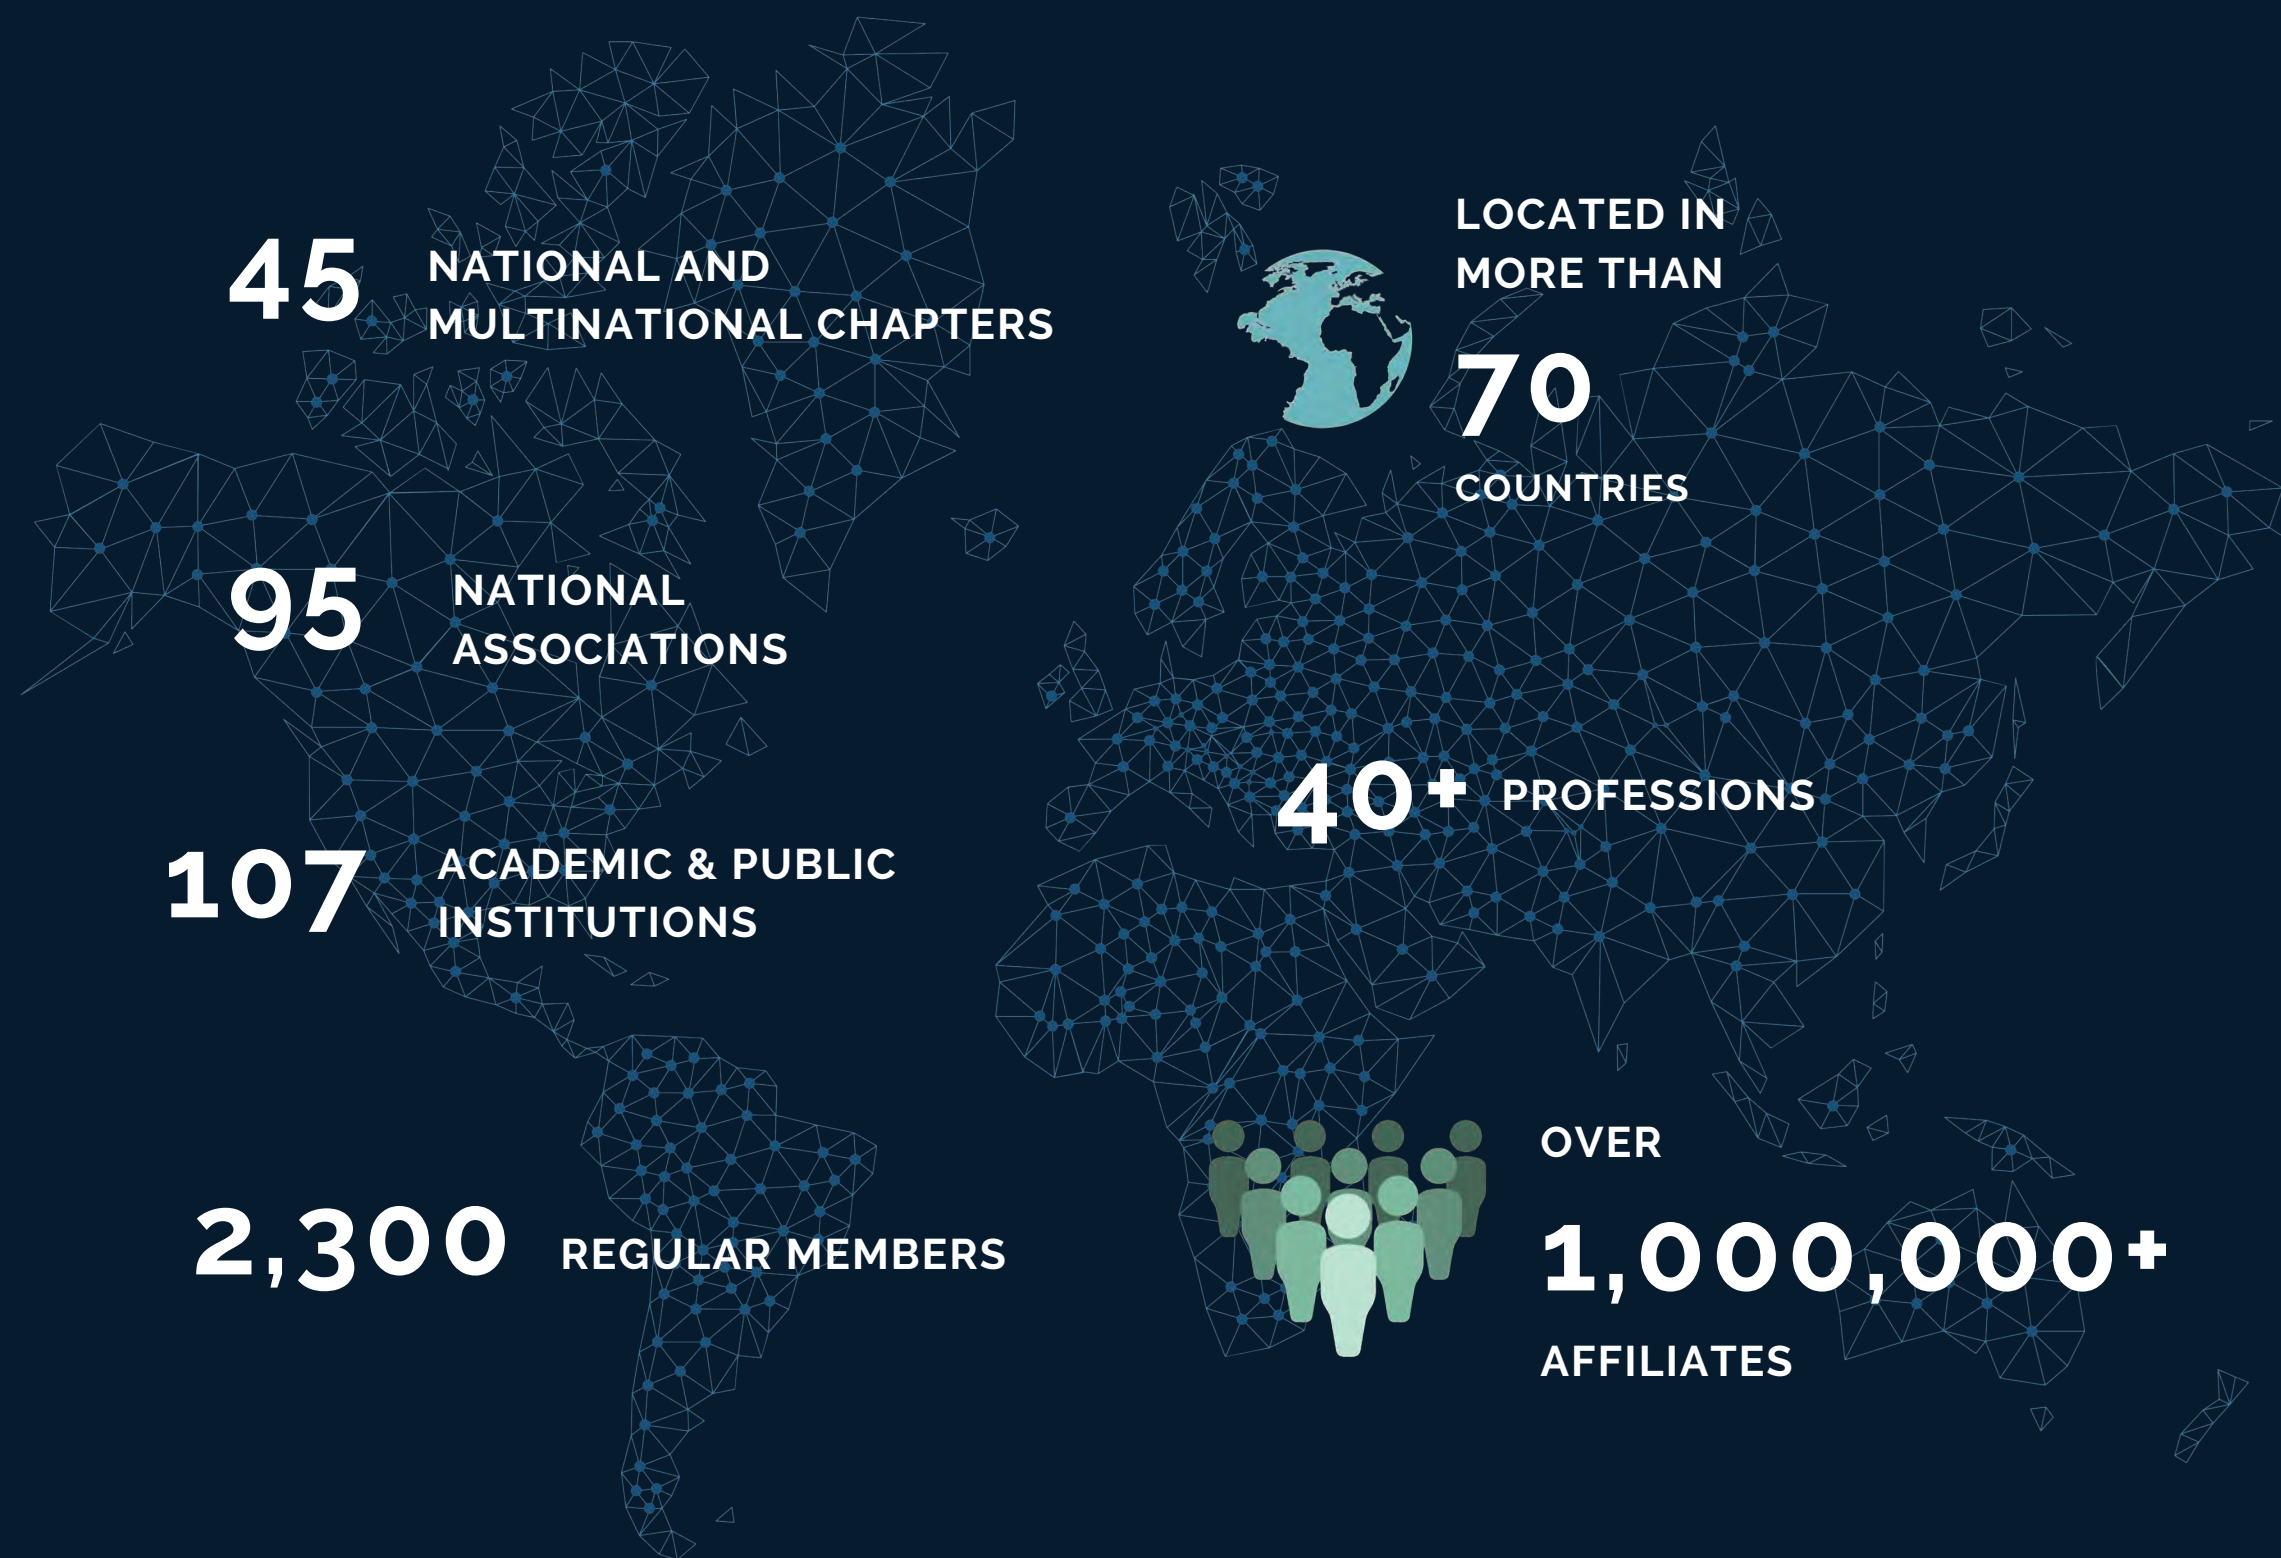 45
NATIONAL AND
MULTINATIONAL CHAPTERS
95
NATIONAL
ASSOCIATIONS
107
ACADEMIC & PUBLIC
INSTITUTIONS
2,300 REGULAR MEMBERS
LOCATED IN
MORE THAN
70
COUNTRIES
40+ PROFESSIONS
OVER
1,000,000+
AFFILIATES